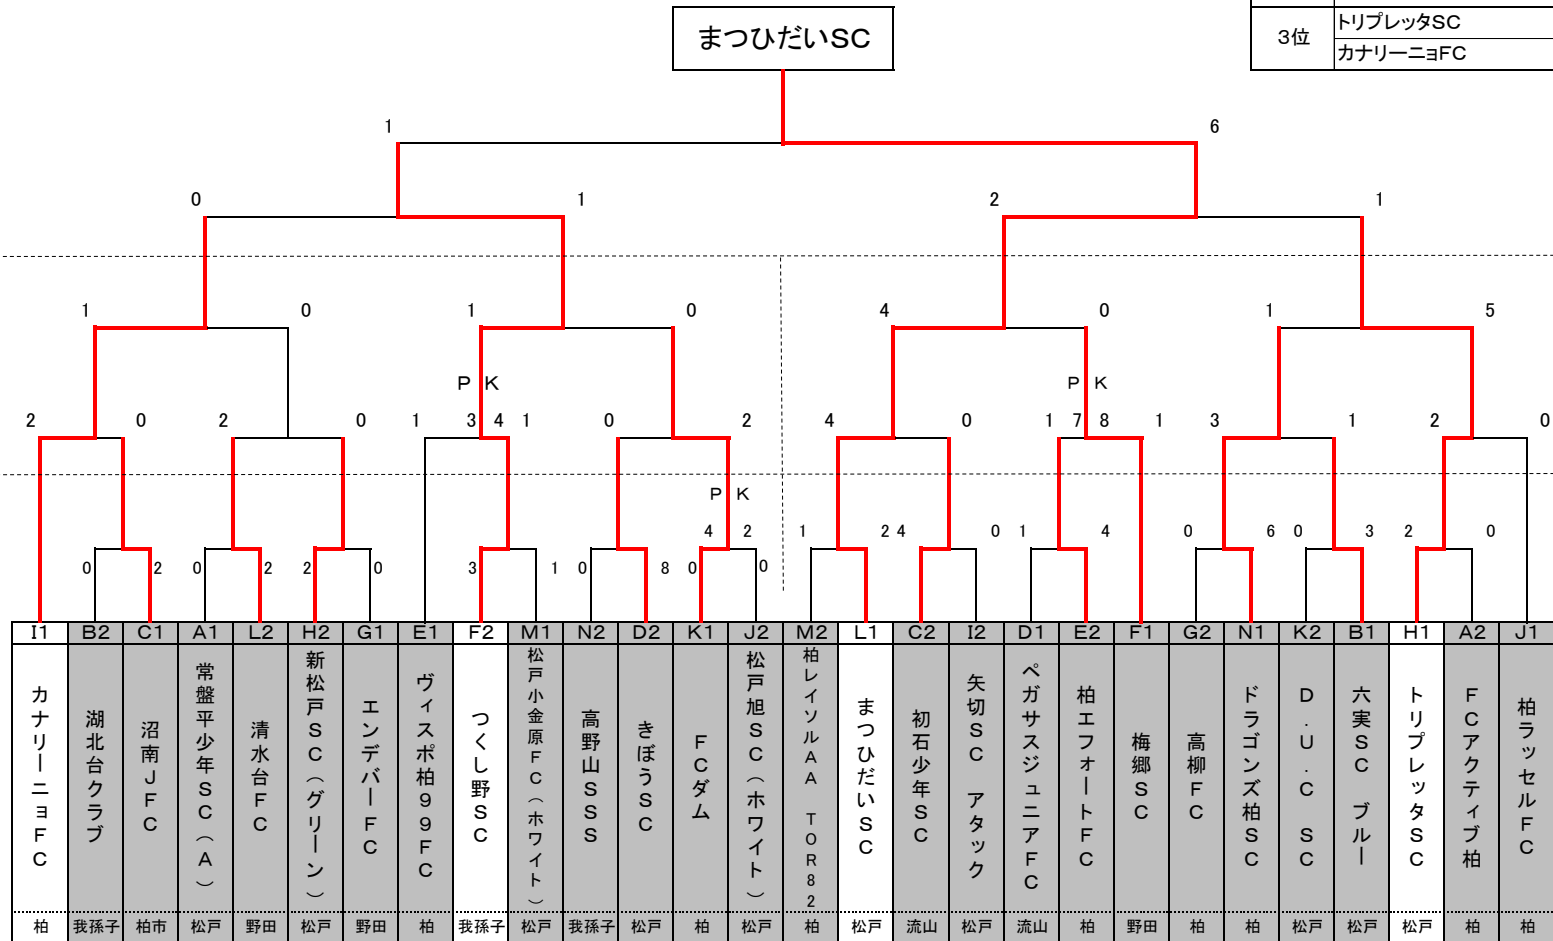 まつひだいSC
3位
トリプレッタSC
カナリーニョFC
1 6
0 1 2 1
1 0 1 0 4 0 1 5
P K P K
2 0 2 0 1 3 4 1 0 2 4 0 1 7 8 1 3 1 2 0
P K
4 2 1 2 4 0 1 4 0 6 0 3 2 0
0 2 0 2 2 0 3 1 0 8 0 0
I1 B2 C1 A1 L2 H2 G1 E1 F2 M1 N2 D2 K1 J2 M2 L1 C2 I2 D1 E2 F1 G2 N1 K2 B1 H1 A2 J1
カナリーニョFC
湖北台クラブ
沼南JFC
常盤平少年SC(A)
清水台FC
新松戸SC(グリーン)
エンデバーFC
ヴィスポ柏99FC
つくし野SC
松戸小金原FC(ホワイト)
高野山SSS
きぼうSC
FCダム
松戸旭SC(ホワイト)
柏レイソルAA TOR82
まつひだいSC
初石少年SC
矢切SC アタック
ペガサスジュニアFC
柏エフォートFC
梅郷SC
高柳FC
ドラゴンズ柏SC
D.U.C SC
六実SC ブルー
トリプレッタSC
FCアクティブ柏
柏ラッセルFC
柏 我孫子 柏市 松戸 野田 松戸 野田 柏 我孫子 松戸 我孫子 松戸 柏 松戸 柏 松戸 流山 松戸 流山 柏 野田 柏 柏 松戸 松戸 松戸 柏 柏